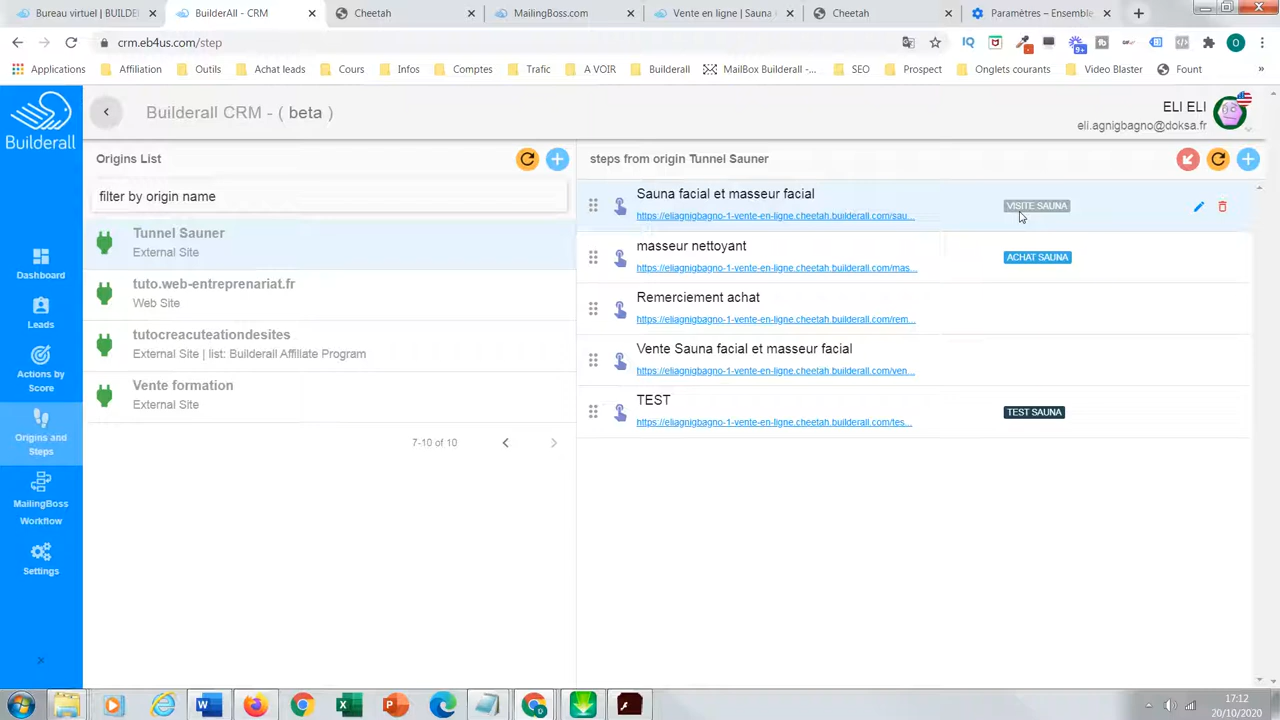 Bureau virtuel | BUILDE
BuilderAll - CRM
Cheetah
MailingBoss.com
Vente en ligne | Sauna
Cheetah
Paramètres – Ensemble
crm.eb4us.com/step
Applications
Affiliation
Outils
Achat leads
Cours
Infos
Comptes
Trafic
A VOIR
Builderall
MailBox Builderall -...
SEO
Prospect
Onglets courants
Video Blaster
Fount
»
Builderall
Builderall CRM - ( beta )
ELI ELI
eli.agnigbagno@doksa.fr
Origins List
filter by origin name
Tunnel Sauner
External Site
tuto.web-entreprenariat.fr
Web Site
tutocreacuteationdesites
External Site | list: Builderall Affiliate Program
Vente formation
External Site
7-10 of 10
steps from origin Tunnel Sauner
Sauna facial et masseur facial
https://eliagnigbagno-1-vente-en-ligne.cheetah.builderall.com/sau...
VISITE SAUNA
masseur nettoyant
https://eliagnigbagno-1-vente-en-ligne.cheetah.builderall.com/mas...
ACHAT SAUNA
Remerciement achat
https://eliagnigbagno-1-vente-en-ligne.cheetah.builderall.com/rem...
Vente Sauna facial et masseur facial
https://eliagnigbagno-1-vente-en-ligne.cheetah.builderall.com/ven...
TEST
https://eliagnigbagno-1-vente-en-ligne.cheetah.builderall.com/tes...
TEST SAUNA
Dashboard
Leads
Actions by
Score
Origins and
Steps
MailingBoss
Workflow
Settings
17:12
20/10/2020